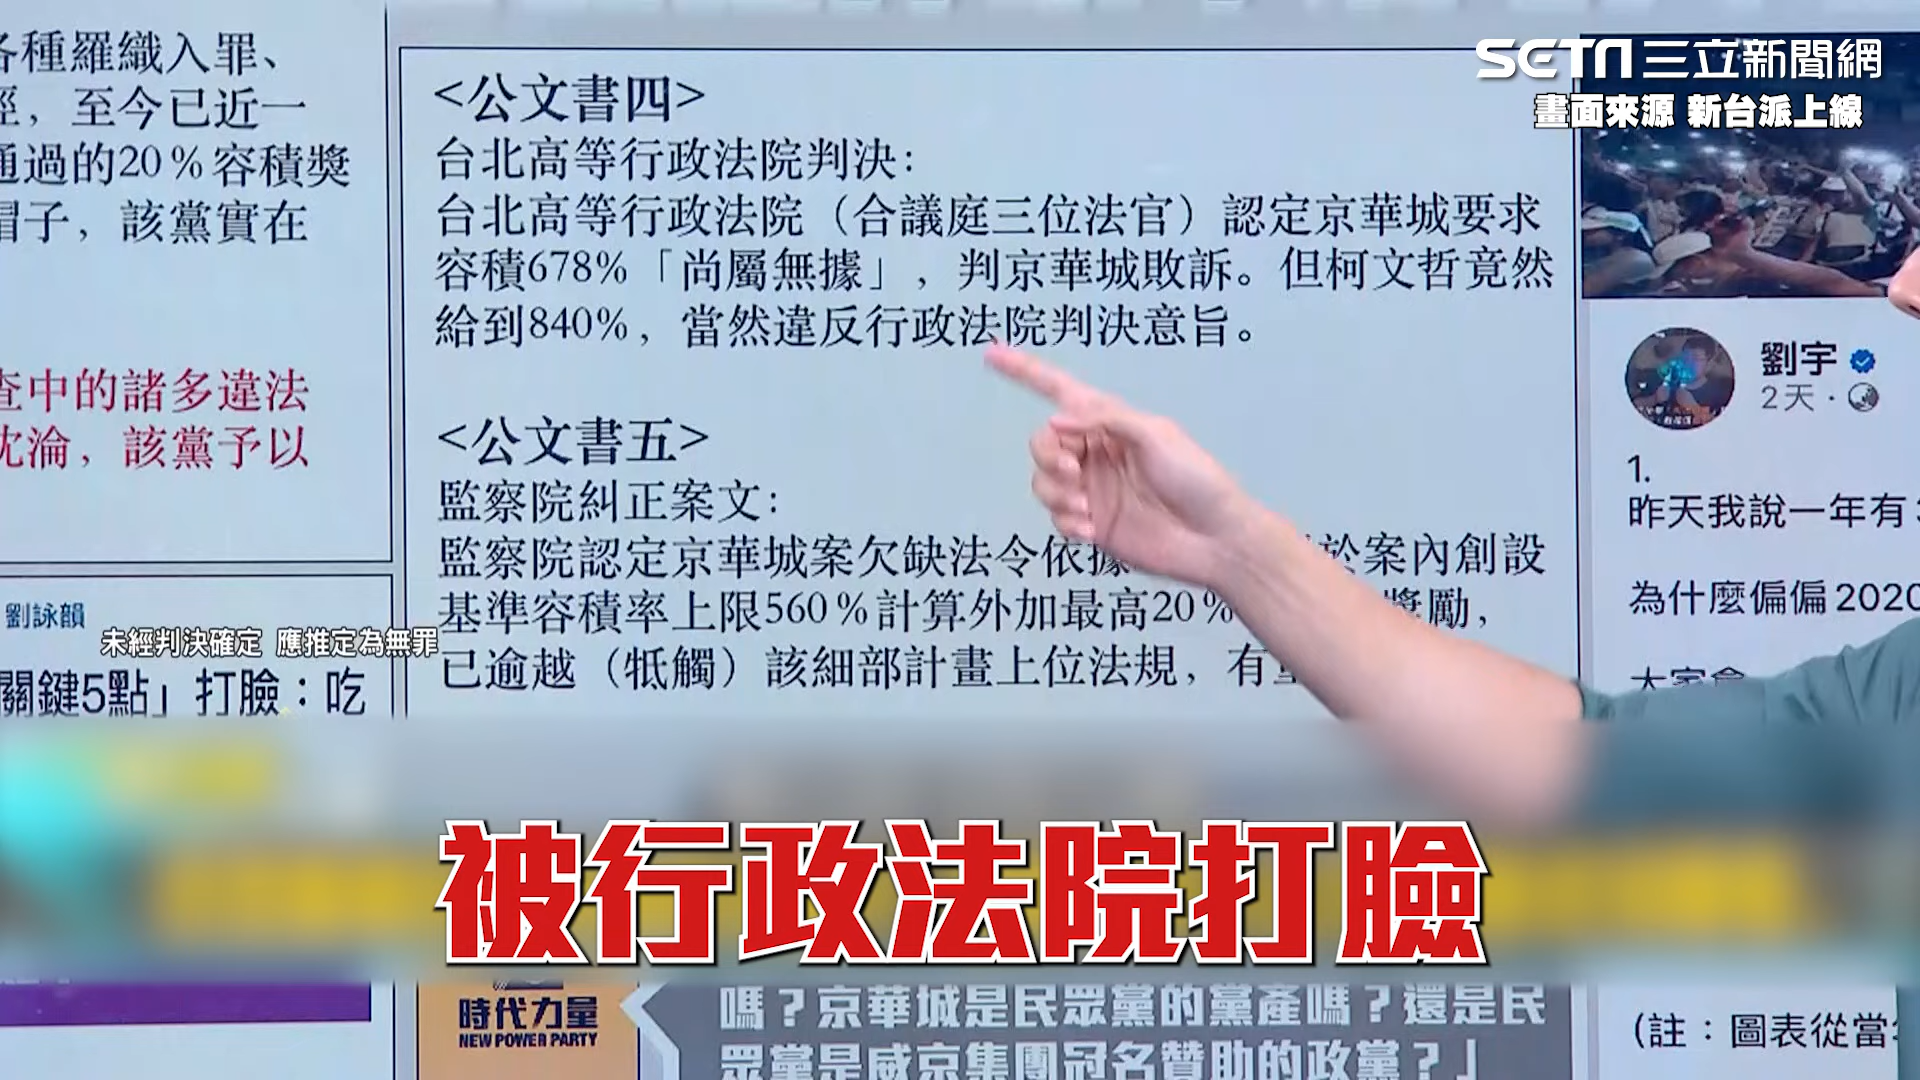 SETN三立新聞網
畫面來源 新台派上線
各種羅織入罪、
至今已近一
通過的20%容積獎
帽子，該黨實在
查中的諸多違法
沈淪，該黨予以
劉詠韻
未經判決確定 應推定為無罪
關鍵5點」打臉：吃
<公文書四>
台北高等行政法院判決：
台北高等行政法院（合議庭三位法官）認定京華城要求
容積678%「尚屬無據」，判京華城敗訴。但柯文哲竟然
給到840%，當然違反行政法院判決意旨。
<公文書五>
監察院糾正案文：
監察院認定京華城案欠缺法令依據
於案內創設
基準容積率上限560%計算外加最高20%
獎勵，
已逾越（牴觸）該細部計畫上位法規，有
劉宇
2天·
1.
昨天我說一年有
為什麼偏偏2020
大家會
(註：圖表從當
被行政法院打臉
時代力量
NEW POWER PARTY
嗎？京華城是民眾黨的黨產嗎？還是民
眾黨是威京集團冠名贊助的政黨？」